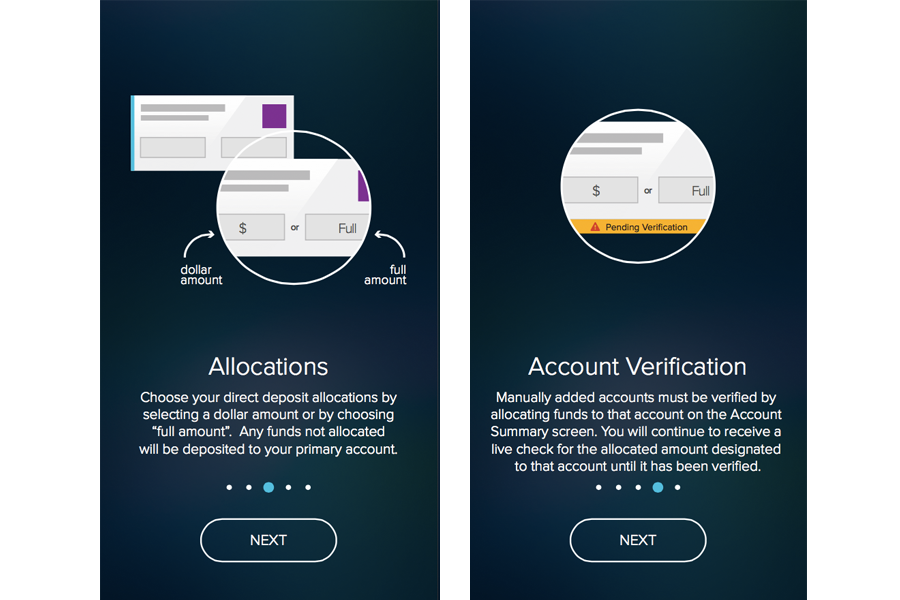 $ or Full
dollar
amount
full
amount
Allocations
Choose your direct deposit allocations by
selecting a dollar amount or by choosing
“full amount”.  Any funds not allocated
will be deposited to your primary account.
NEXT
$ or Full
Pending Verification
Account Verification
Manually added accounts must be verified by
allocating funds to that account on the Account
Summary screen. You will continue to receive a
live check for the allocated amount designated
to that account until it has been verified.
NEXT